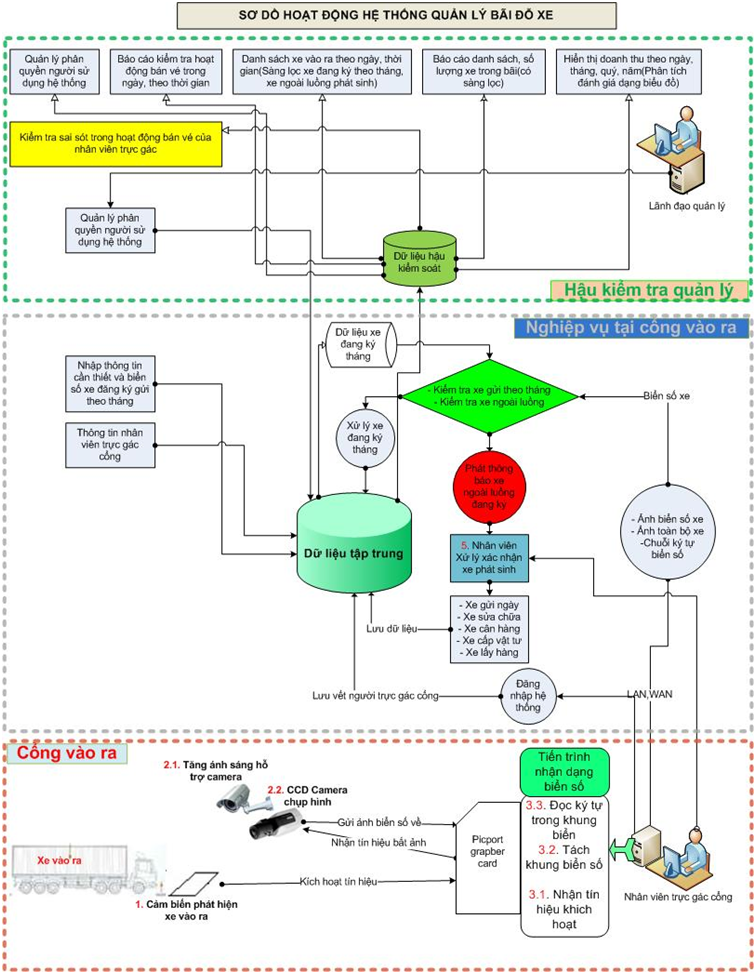 SƠ DỒ HOẠT ĐỘNG HỆ THỐNG QUẢN LÝ BÃI ĐỖ XE
Quản lý phân
quyền người sử
dụng hệ thống
Báo cáo kiểm tra hoạt
động bán vé trong
ngày, theo thời gian
Danh sách xe vào ra theo ngày, thời
gian(Sàng lọc xe đang ký theo tháng,
xe ngoài luồng phát sinh)
Báo cáo danh sách, số
lượng xe trong bãi(có
sàng lọc)
Hiển thị doanh thu theo ngày,
tháng, quý, năm(Phân tích
đánh giá dạng biểu đồ)
Kiểm tra sai sót trong hoạt động bán vé của
nhân viên trực gác
Lãnh đạo quản lý
Quản lý phân
quyền người sử
dụng hệ thống
Dữ liệu hậu
kiểm soát
Hậu kiểm tra quản lý
Nghiệp vụ tại cổng vào ra
Dữ liệu xe
đang ký
tháng
Nhập thông tin
cần thiết và biển
số xe đăng ký gửi
theo tháng
- Kiểm tra xe gửi theo tháng
- Kiểm tra xe ngoài luồng
Biển số xe
Xử lý xe
đang ký
tháng
Thông tin nhân
viên trực gác
cổng
Phát thông
báo xe
ngoài luồng
đang ký
- Ảnh biển số xe
- Ảnh toàn bộ xe
-Chuỗi ký tự
biển số
Dữ liệu tập trung
5. Nhân viên
Xử lý xác nhận
xe phát sinh
- Xe gửi ngày
- Xe sửa chữa
- Xe cân hàng
- Xe cấp vật tư
- Xe lấy hàng
Lưu dữ liệu
Lưu vết người trực gác cổng
Đăng
nhập hệ
thống
LAN,WAN
Cổng vào ra
2.1. Tăng ánh sáng hỗ
trợ camera
2.2. CCD Camera
chụp hình
Tiến trình
nhận dạng
biển số
Gửi ảnh biển số về
Nhận tín hiệu bắt ảnh
Picport
grapber
card
3.3. Đọc ký tự
trong khung
biển
3.2. Tách
khung biển số
3.1. Nhận tín
hiệu khich
hoạt
Xe vào ra
Kích hoạt tín hiệu
1. Cảm biến phát hiện
xe vào ra
Nhân viên trực gác cổng